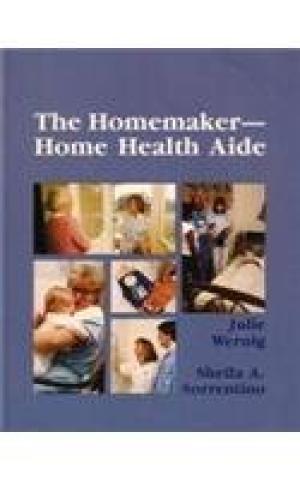 The Homemaker—
Home Health Aide
Julie
Wernig
Sheila A.
Sorrentino